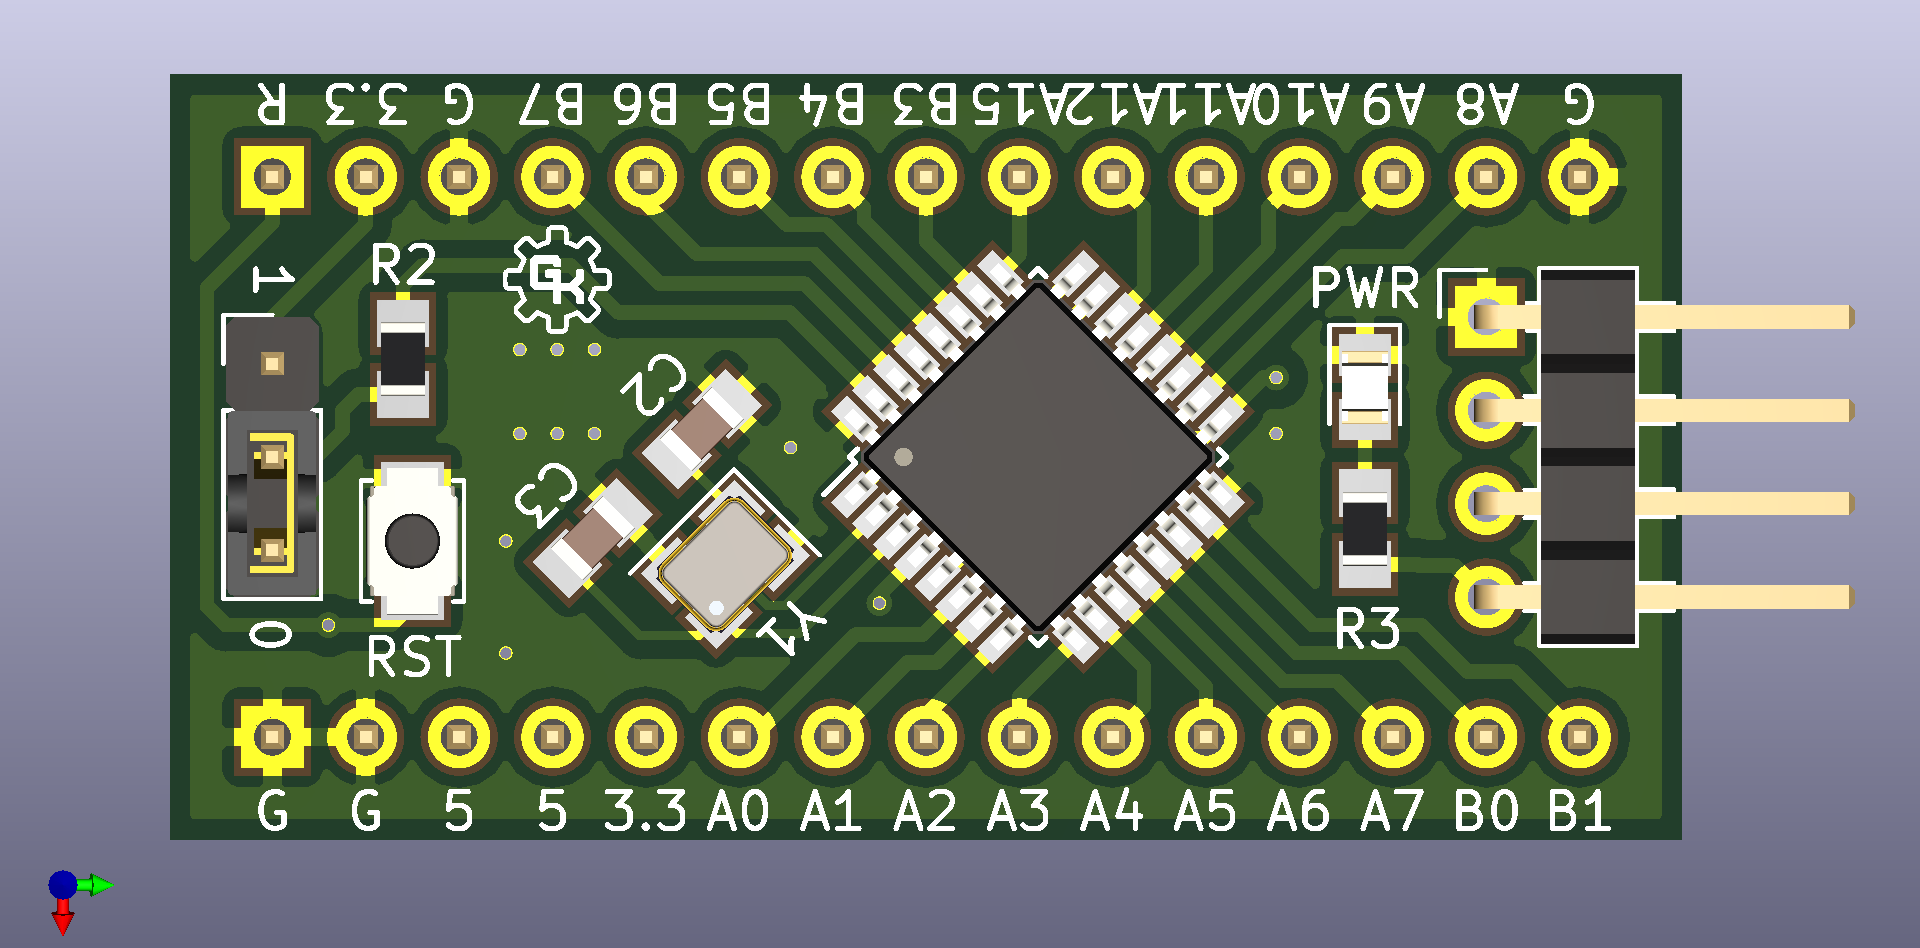 R 3.3 G B7 B6 B5 B4 B3 A15 A12 A11 A10 A9 A8 G
1
R2
GK
PWR
C2
C3
0
RST
Y1
R3
G G 5 5 3.3 A0 A1 A2 A3 A4 A5 A6 A7 B0 B1